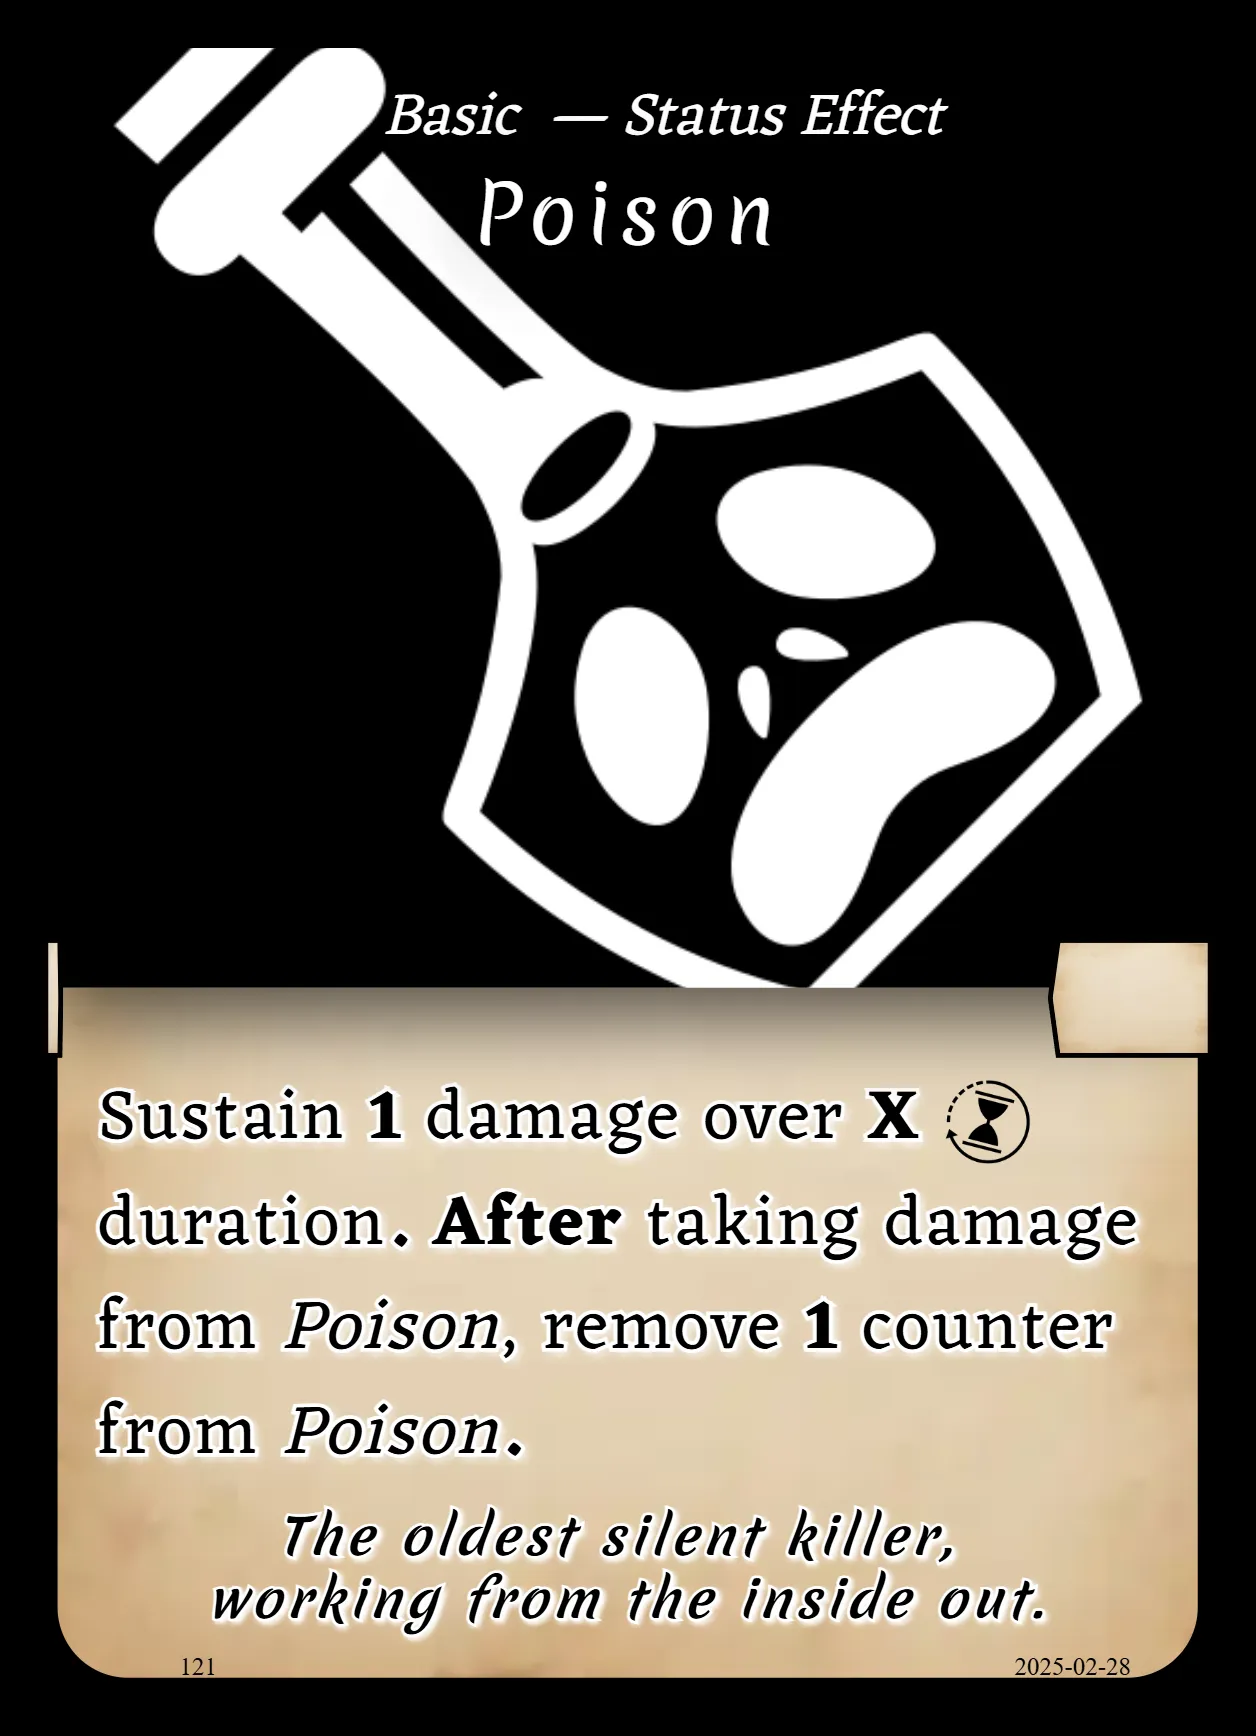 Basic — Status Effect
Poison
Sustain 1 damage over X
duration. After taking damage
from Poison, remove 1 counter
from Poison.
The oldest silent killer,
working from the inside out.
121
2025-02-28